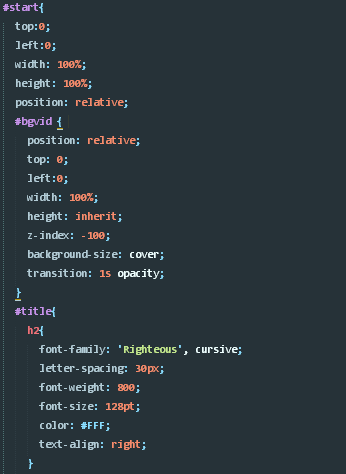 #start{
top:0;
left:0;
width: 100%;
height: 100%;
position: relative;
#bgvid {
position: relative;
top: 0;
left:0;
width: 100%;
height: inherit;
z-index: -100;
background-size: cover;
transition: 1s opacity;
}
#title{
h2{
font-family: 'Righteous', cursive;
letter-spacing: 30px;
font-weight: 800;
font-size: 128pt;
color: #FFF;
text-align: right;
}